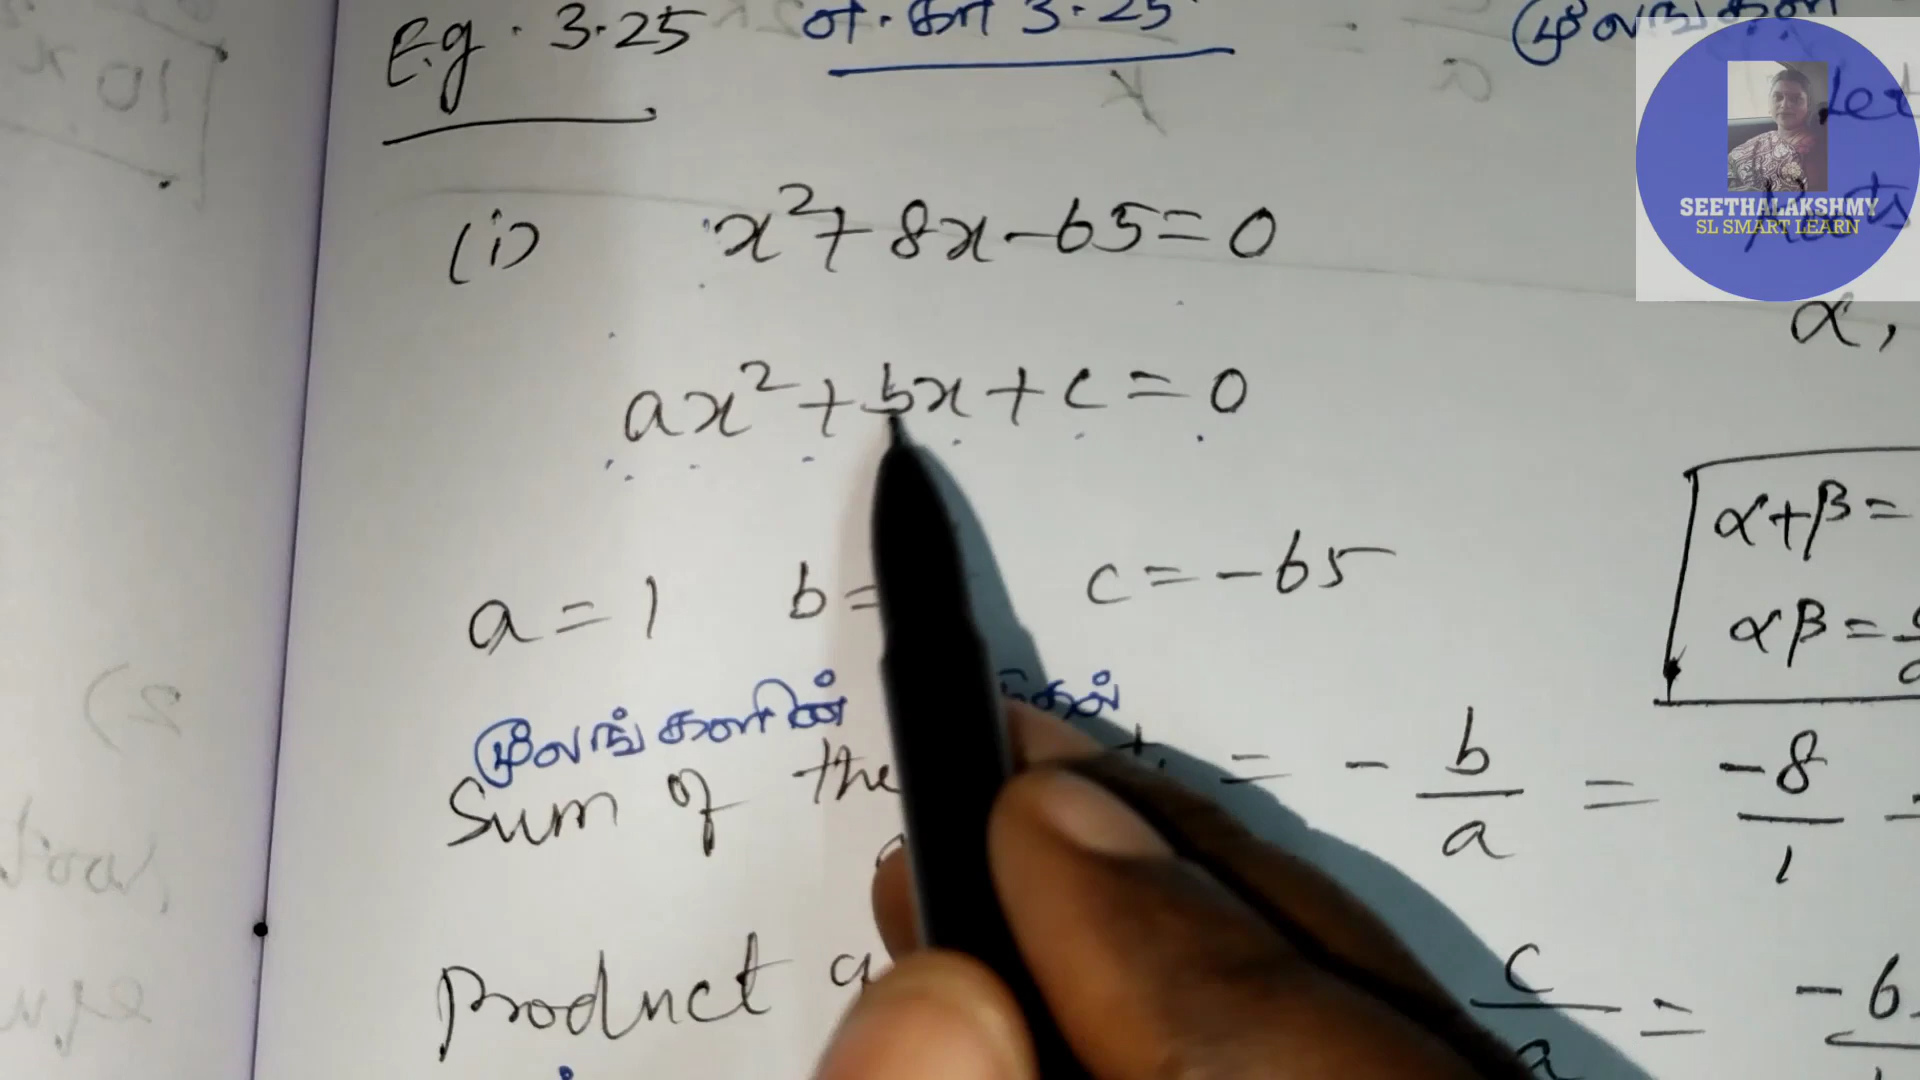 E.g. 3.25 எ.கா 3.25
(i) x² + 8x - 65 = 0
ax² + bx + c = 0
a = 1 b = c = -65
மூலங்களின்
Sum of the = - b/a = -8/1
Product c/a = -6
α,
α+β =
αβ =
SEETHALAKSHMY
SL SMART LEARN